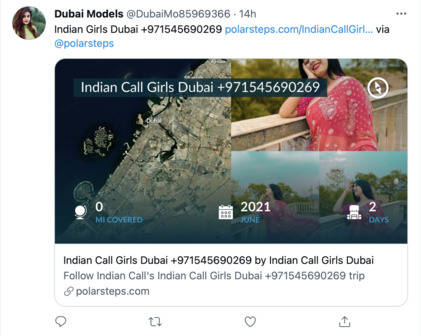 Dubai Models @DubaiMo85969366 · 14h
Indian Girls Dubai +971545690269 polarsteps.com/IndianCallGirl... via
@polarsteps
Indian Call Girls Dubai +971545690269
Dubai
0
MI COVERED
2021
JUNE
2
DAYS
Indian Call Girls Dubai +971545690269 by Indian Call Girls Dubai
Follow Indian Call's Indian Call Girls Dubai +971545690269 trip
polarsteps.com